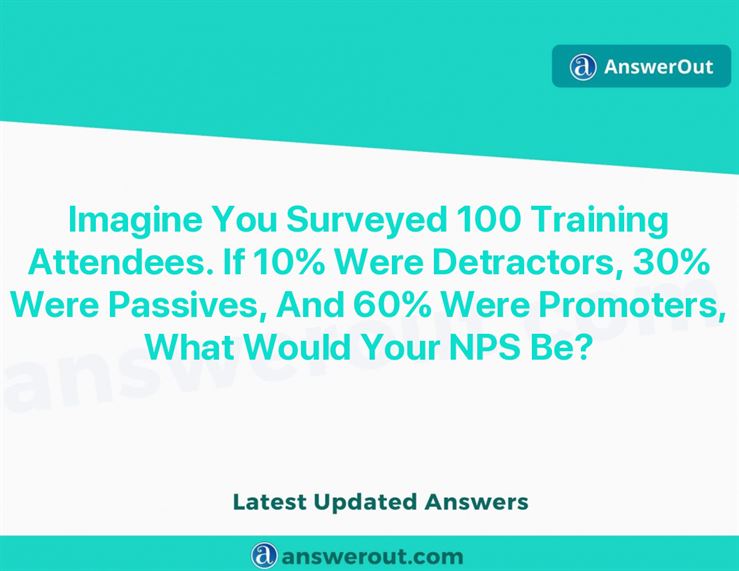 AnswerOut
Imagine You Surveyed 100 Training
Attendees. If 10% Were Detractors, 30%
Were Passives, And 60% Were Promoters,
What Would Your NPS Be?
answerout.com
Latest Updated Answers
answerout.com